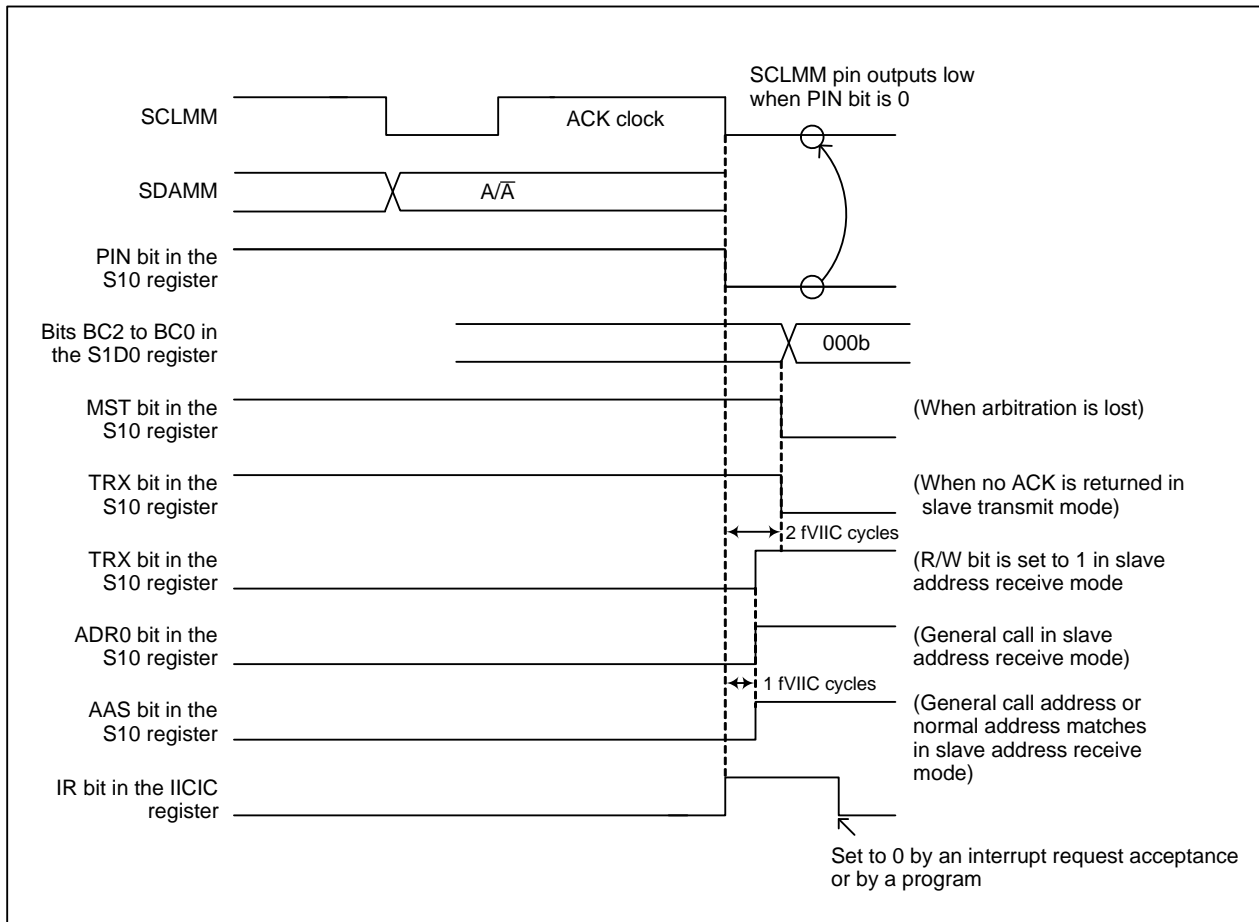 SCLMM pin outputs low
when PIN bit is 0
SCLMM
ACK clock
SDAMM
A/A̅
PIN bit in the
S10 register
Bits BC2 to BC0 in
the S1D0 register
000b
MST bit in the
S10 register
(When arbitration is lost)
TRX bit in the
S10 register
(When no ACK is returned in
slave transmit mode)
2 fVIIC cycles
TRX bit in the
S10 register
(R/W bit is set to 1 in slave
address receive mode
ADR0 bit in the
S10 register
(General call in slave
address receive mode)
1 fVIIC cycles
AAS bit in the
S10 register
(General call address or
normal address matches
in slave address receive
mode)
IR bit in the IICIC
register
Set to 0 by an interrupt request acceptance
or by a program